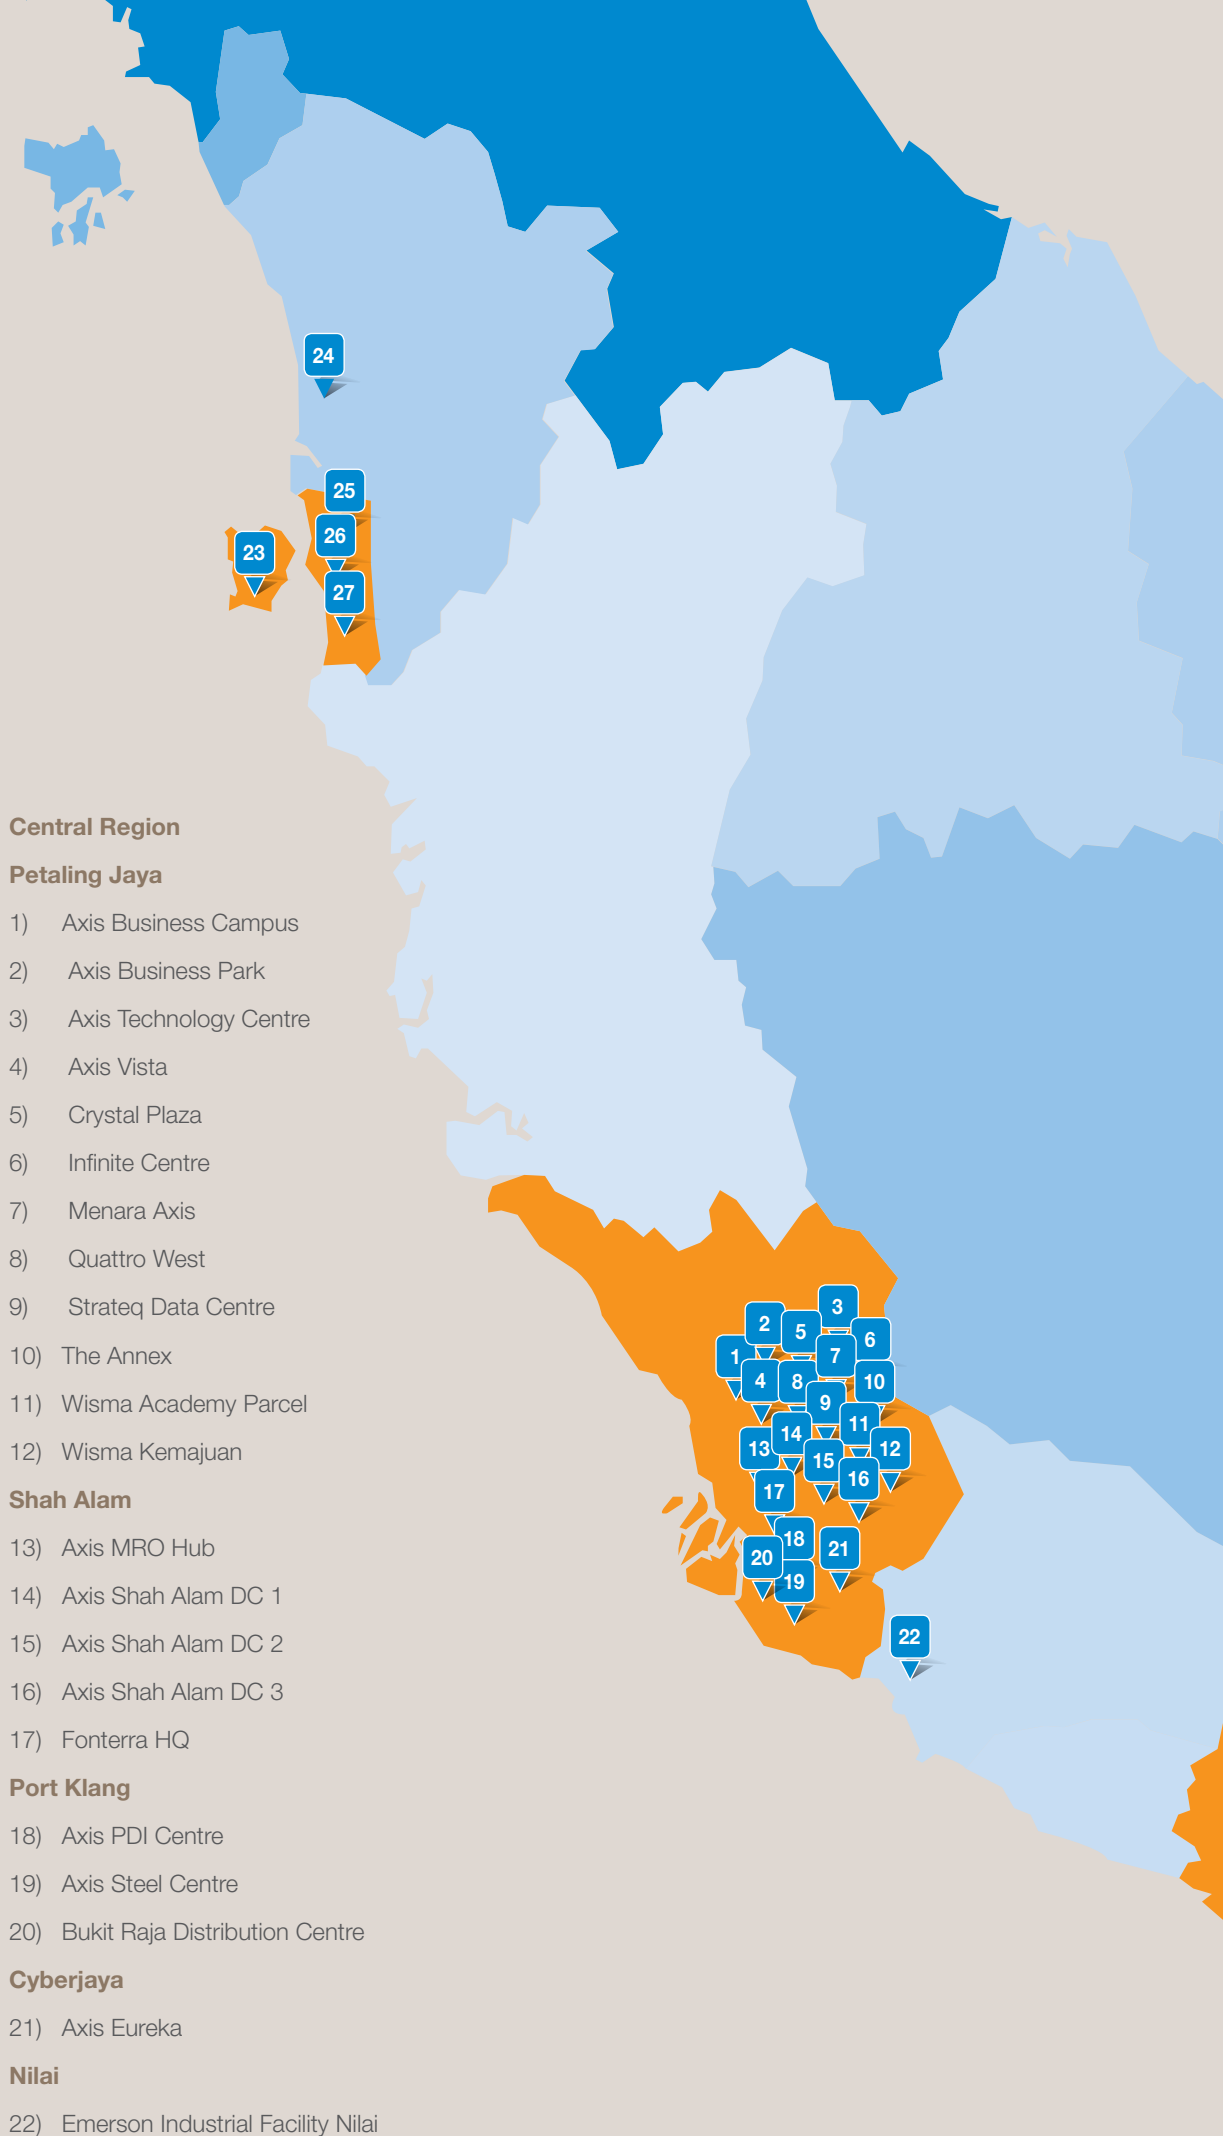 24
25
26
23
27
Central Region
Petaling Jaya
1) Axis Business Campus
2) Axis Business Park
3) Axis Technology Centre
4) Axis Vista
5) Crystal Plaza
6) Infinite Centre
7) Menara Axis
8) Quattro West
9) Strateq Data Centre
10) The Annex
11) Wisma Academy Parcel
12) Wisma Kemajuan
Shah Alam
13) Axis MRO Hub
14) Axis Shah Alam DC 1
15) Axis Shah Alam DC 2
16) Axis Shah Alam DC 3
17) Fonterra HQ
Port Klang
18) Axis PDI Centre
19) Axis Steel Centre
20) Bukit Raja Distribution Centre
Cyberjaya
21) Axis Eureka
Nilai
22) Emerson Industrial Facility Nilai
3
2
5
6
1
7
4
8
10
9
11
14
13
12
15
16
17
18
21
20
19
22